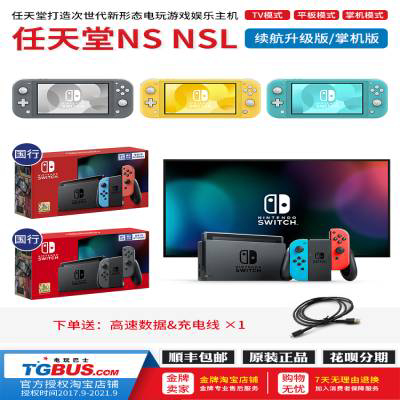 任天堂打造次世代新形态电玩游戏娱乐主机
TV模式 平板模式 掌机模式
任天堂NS NSL 续航升级版/掌机版
国行
NINTENDO
SWITCH
国行
NINTENDO
SWITCH
NINTENDO
SWITCH
下单送：高速数据&充电线 ×1
电玩巴士
TGBUS.COM
官方授权淘宝店铺
授权时间2017.9-2021.9
顺丰包邮 原装正品 花呗分期
金牌卖家
金牌淘宝店铺
金牌专业售后服务
购物无忧
7天无理由退换
加入消费者保障